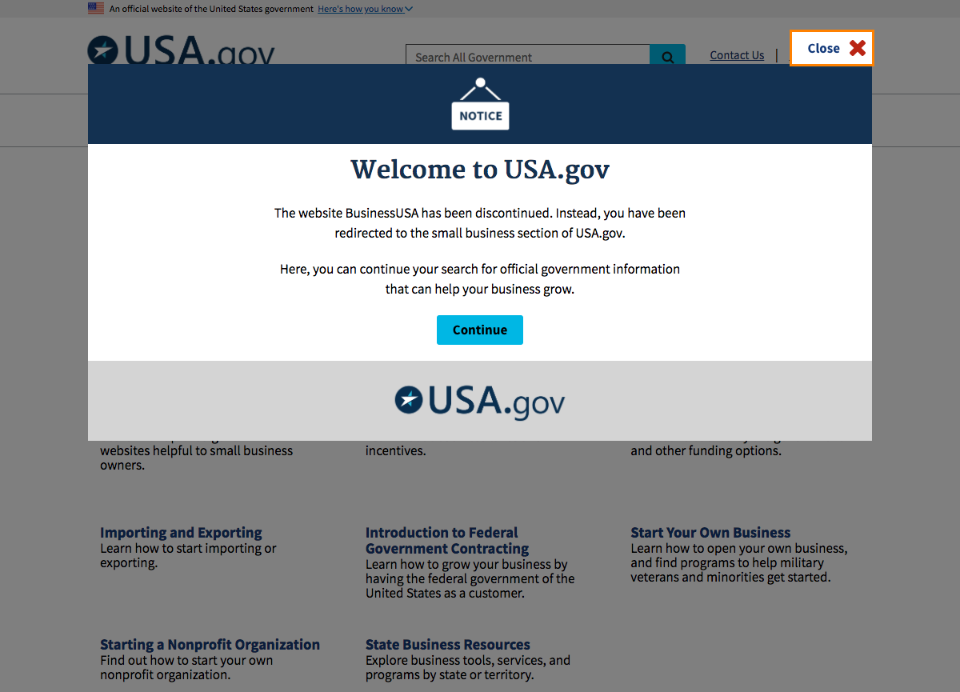 An official website of the United States government Here's how you know
USA.gov
Search All Government
Contact Us |
Close
NOTICE
Welcome to USA.gov
The website BusinessUSA has been discontinued. Instead, you have been
redirected to the small business section of USA.gov.
Here, you can continue your search for official government information
that can help your business grow.
Continue
USA.gov
websites helpful to small business
owners.
incentives.
and other funding options.
Importing and Exporting
Learn how to start importing or
exporting.
Introduction to Federal
Government Contracting
Learn how to grow your business by
having the federal government of the
United States as a customer.
Start Your Own Business
Learn how to open your own business,
and find programs to help military
veterans and minorities get started.
Starting a Nonprofit Organization
Find out how to start your own
nonprofit organization.
State Business Resources
Explore business tools, services, and
programs by state or territory.